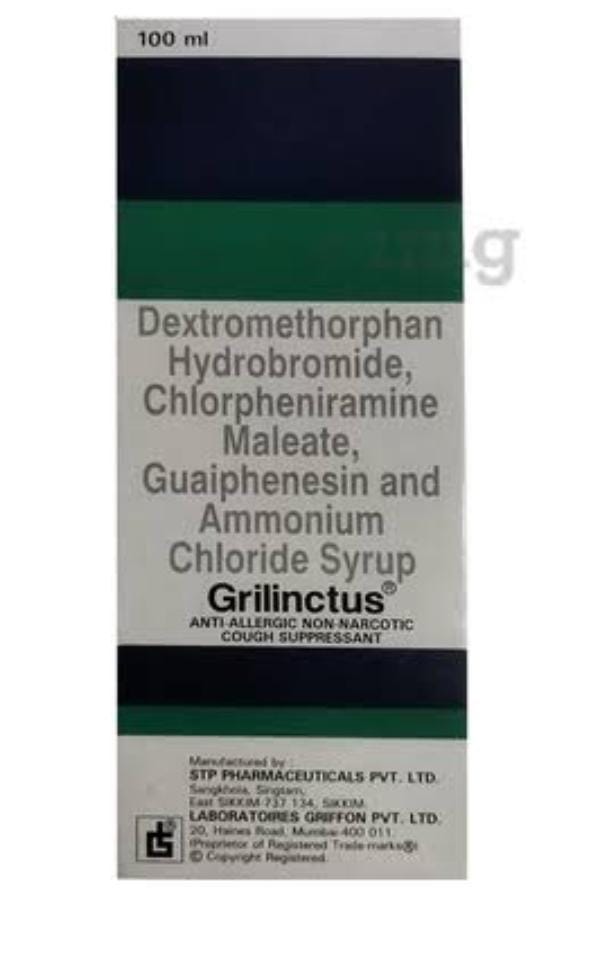 100 ml
Dextromethorphan
Hydrobromide,
Chlorpheniramine
Maleate,
Guaiphenesin and
Ammonium
Chloride Syrup
Grilinctus®
ANTI-ALLERGIC NON-NARCOTIC
COUGH SUPPRESSANT
Manufactured by :
STP PHARMACEUTICALS PVT. LTD.
Sangkhola, Singtam,
East SIKKIM-737 134, SIKKIM.
LABORATOIRES GRIFFON PVT. LTD.
20, Haines Road, Mumbai-400 011.
(Proprietor of Registered Trade-marks®)
© Copyright Registered.